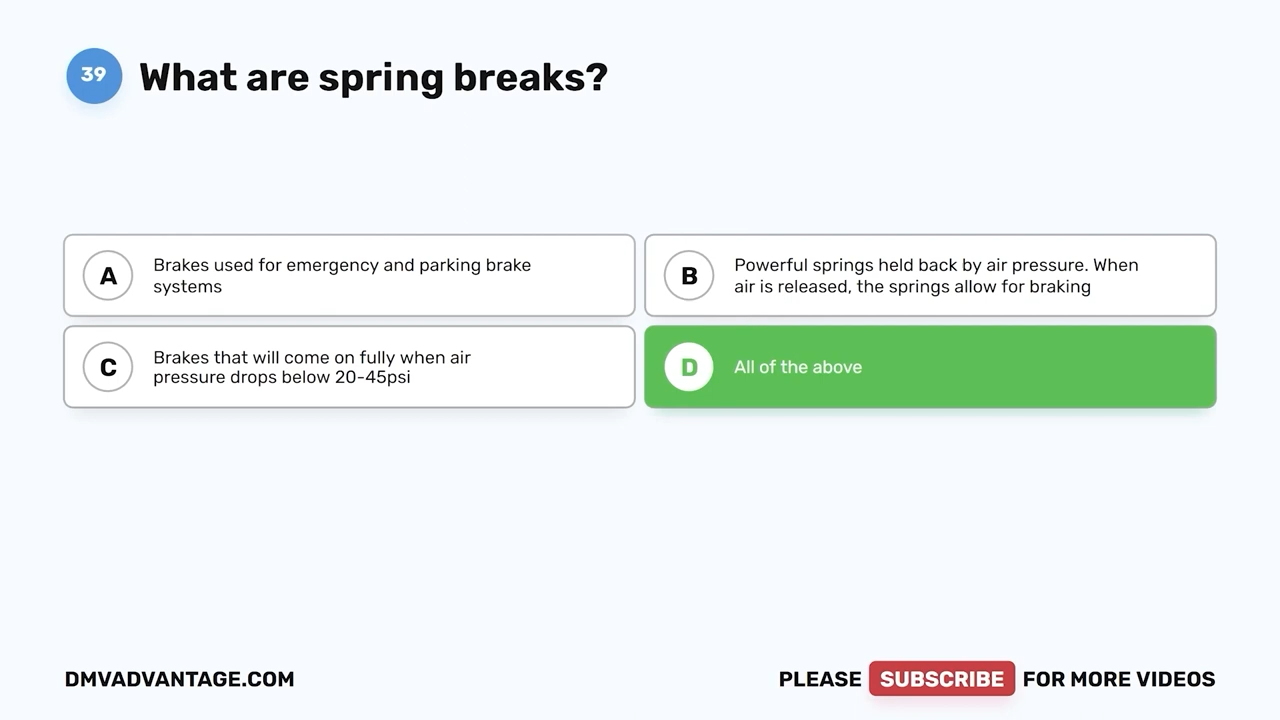 39
What are spring breaks?
A
Brakes used for emergency and parking brake
systems
B
Powerful springs held back by air pressure. When
air is released, the springs allow for braking
C
Brakes that will come on fully when air
pressure drops below 20-45psi
D
All of the above
DMVADVANTAGE.COM
PLEASE SUBSCRIBE FOR MORE VIDEOS